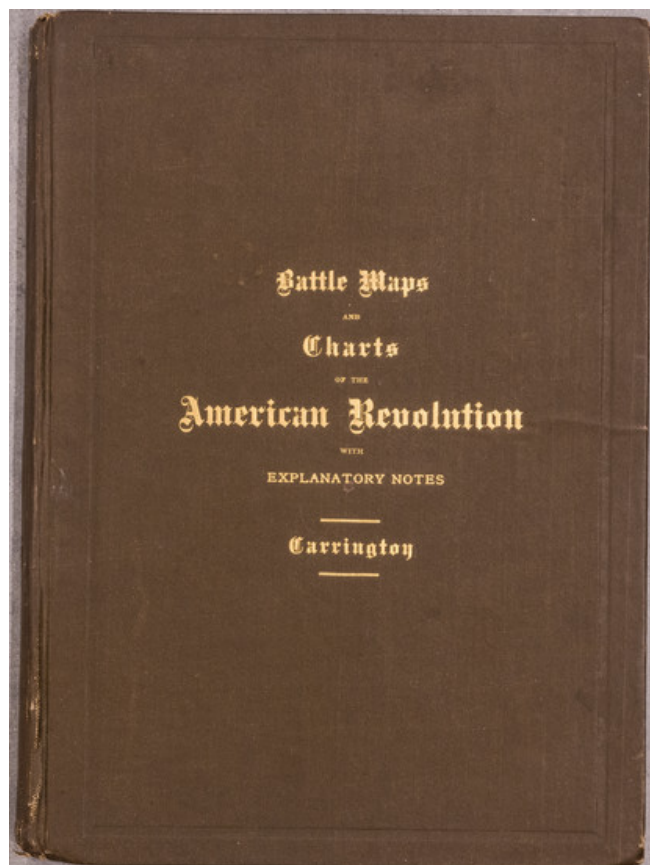 Battle Maps
AND
Charts
OF THE
American Revolution
WITH
EXPLANATORY NOTES
Carrington